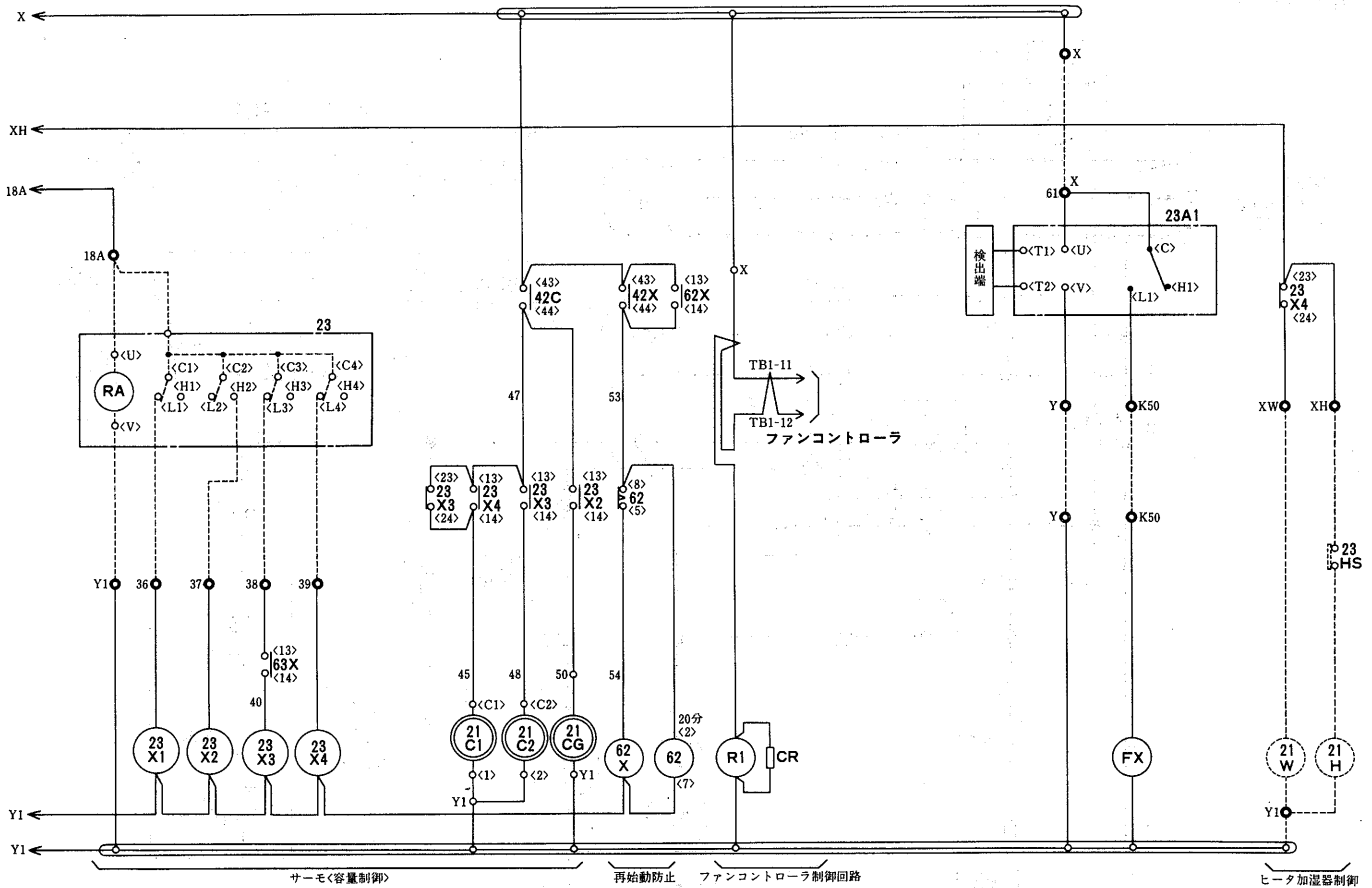 X
X
XH
X
61
23A1
18A
<T1>
<U>
<C>
検出端
<T2>
<V>
<L1>
<H1>
18A
X
<43>
42C
<44>
<43>
42X
<44>
<13>
62X
<14>
<23>
23
X4
<24>
23
<U>
RA
<V>
<C1>
<H1>
<L1>
<C2>
<H2>
<L2>
<C3>
<H3>
<L3>
<C4>
<H4>
<L4>
TB1-11
TB1-12
ファンコントローラ
47
53
Y
K50
XW
XH
<23>
23
X3
<24>
<13>
23
X4
<14>
<13>
23
X3
<14>
<13>
23
X2
<14>
<8>
62
<5>
Y
K50
23
HS
Y1
36
37
38
39
<13>
63X
<14>
40
45
48
50
54
<C1>
<C2>
20分
<2>
23
X1
23
X2
23
X3
23
X4
21
C1
21
C2
21
CG
62
X
62
R1
CR
FX
21
W
21
H
<1>
<2>
Y1
<7>
Y1
Y1
Y1
Y1
サーモ<容量制御>
再始動防止
ファンコントローラ制御回路
ヒータ加湿器制御